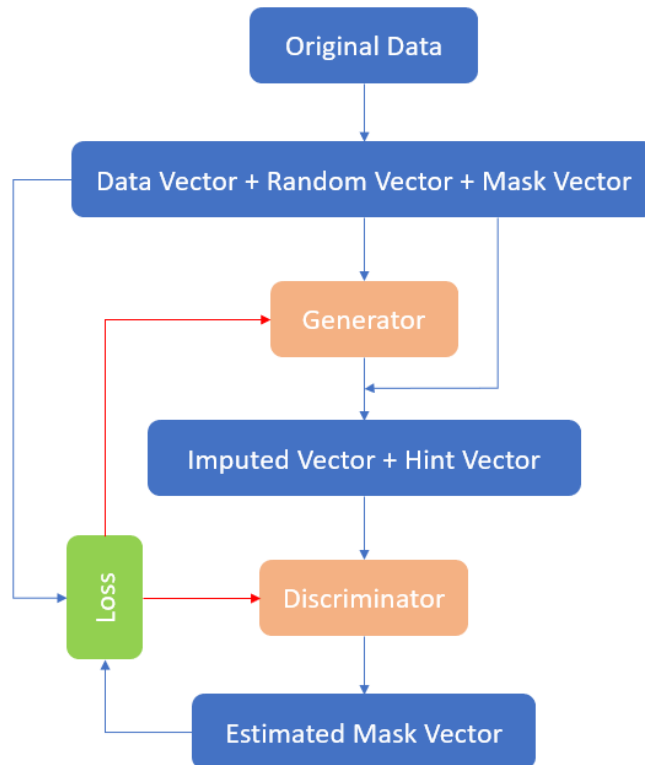 Original Data
Data Vector + Random Vector + Mask Vector
Generator
Imputed Vector + Hint Vector
Loss
Discriminator
Estimated Mask Vector